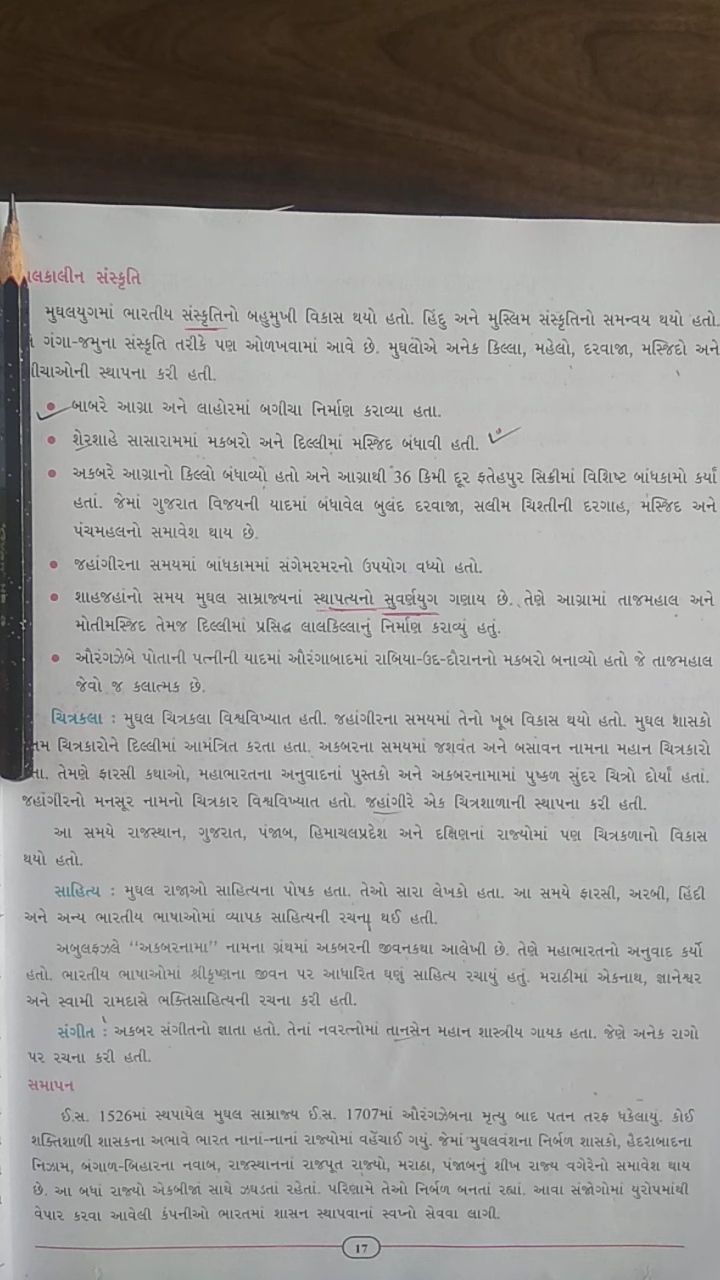 સંસ્કૃતિ
મુઘલયુગમાં ભારતીય સંસ્કૃતિનો બહુમુખી વિકાસ થયો હતો. હિંદુ અને મુસ્લિમ સંસ્કૃતિનો સમન્વય થયો હતો.
ગંગા-જમુના સંસ્કૃતિ તરીકે પણ ઓળખવામાં આવે છે. મુઘલોએ અનેક કિલ્લા, મહેલો, દરવાજા, મસ્જિદો અને
સ્થાપના કરી હતી.
• બાબરે આગ્રા અને લાહોરમાં બગીચા નિર્માણ કરાવ્યા હતા.
• શેરશાહે સાસારામમાં મકબરો અને દિલ્લીમાં મસ્જિદ બંધાવી હતી.
• અકબરે આગ્રાનો કિલ્લો બંધાવ્યો હતો અને આગ્રાથી 36 કિમી દૂર ફતેહપુર સિક્રીમાં વિશિષ્ટ બાંધકામો કર્યાં
હતાં. જેમાં ગુજરાત વિજયની યાદમાં બંધાવેલ બુલંદ દરવાજા, સલીમ ચિશ્તીની દરગાહ, મસ્જિદ અને
પંચમહલનો સમાવેશ થાય છે.
• જહાંગીરના સમયમાં બાંધકામમાં સંગેમરમરનો ઉપયોગ વધ્યો હતો.
• શાહજહાંનો સમય મુઘલ સામ્રાજ્યનાં સ્થાપત્યનો સુવર્ણયુગ ગણાય છે. તેણે આગ્રામાં તાજમહાલ અને
મોતીમસ્જિદ તેમજ દિલ્લીમાં પ્રસિદ્ધ લાલકિલ્લાનું નિર્માણ કરાવ્યું હતું.
• ઔરંગઝેબે પોતાની પત્નીની યાદમાં ઔરંગાબાદમાં રાબિયા-ઉદ્-દૌરાનનો મકબરો બનાવ્યો હતો જે તાજમહાલ
જેવો જ કલાત્મક છે.
ચિત્રકલા : મુઘલ ચિત્રકલા વિશ્વવિખ્યાત હતી. જહાંગીરના સમયમાં તેનો ખૂબ વિકાસ થયો હતો. મુઘલ શાસકો
ચિત્રકારોને દિલ્લીમાં આમંત્રિત કરતા હતા. અકબરના સમયમાં જશવંત અને બસાવન નામના મહાન ચિત્રકારો
તેમણે ફારસી કથાઓ, મહાભારતના અનુવાદનાં પુસ્તકો અને અકબરનામામાં પુષ્કળ સુંદર ચિત્રો દોર્યાં હતાં.
જહાંગીરનો મનસૂર નામનો ચિત્રકાર વિશ્વવિખ્યાત હતો. જહાંગીરે એક ચિત્રશાળાની સ્થાપના કરી હતી.
આ સમયે રાજસ્થાન, ગુજરાત, પંજાબ, હિમાચલપ્રદેશ અને દક્ષિણનાં રાજ્યોમાં પણ ચિત્રકળાનો વિકાસ
થયો હતો.
સાહિત્ય : મુઘલ રાજાઓ સાહિત્યના પોષક હતા. તેઓ સારા લેખકો હતા. આ સમયે ફારસી, અરબી, હિંદી
અને અન્ય ભારતીય ભાષાઓમાં વ્યાપક સાહિત્યની રચના થઈ હતી.
અબુલફઝલે ‘‘અકબરનામા’’ નામના ગ્રંથમાં અકબરની જીવનકથા આલેખી છે. તેણે મહાભારતનો અનુવાદ કર્યો
હતો. ભારતીય ભાષાઓમાં શ્રીકૃષ્ણના જીવન પર આધારિત ઘણું સાહિત્ય રચાયું હતું. મરાઠીમાં એકનાથ, જ્ઞાનેશ્વર
અને સ્વામી રામદાસે ભક્તિસાહિત્યની રચના કરી હતી.
સંગીત : અકબર સંગીતનો જ્ઞાતા હતો. તેનાં નવરત્નોમાં તાનસેન મહાન શાસ્ત્રીય ગાયક હતા. જેણે અનેક રાગો
પર રચના કરી હતી.
સમાપન
ઈ.સ. 1526માં સ્થપાયેલ મુઘલ સામ્રાજ્ય ઈ.સ. 1707માં ઔરંગઝેબના મૃત્યુ બાદ પતન તરફ ધકેલાયું. કોઈ
શક્તિશાળી શાસકના અભાવે ભારત નાનાં-નાનાં રાજ્યોમાં વહેંચાઈ ગયું. જેમાં મુઘલવંશના નિર્બળ શાસકો, હૈદરાબાદના
નિઝામ, બંગાળ-બિહારના નવાબ, રાજસ્થાનનાં રાજપૂત રાજ્યો, મરાઠા, પંજાબનું શીખ રાજ્ય વગેરેનો સમાવેશ થાય
છે. આ બધાં રાજ્યો એકબીજાં સાથે ઝઘડતાં રહેતાં. પરિણામે તેઓ નિર્બળ બનતાં રહ્યાં. આવા સંજોગોમાં યુરોપમાંથી
વેપાર કરવા આવેલી કંપનીઓ ભારતમાં શાસન સ્થાપવાનાં સ્વપ્નો સેવવા લાગી.
17